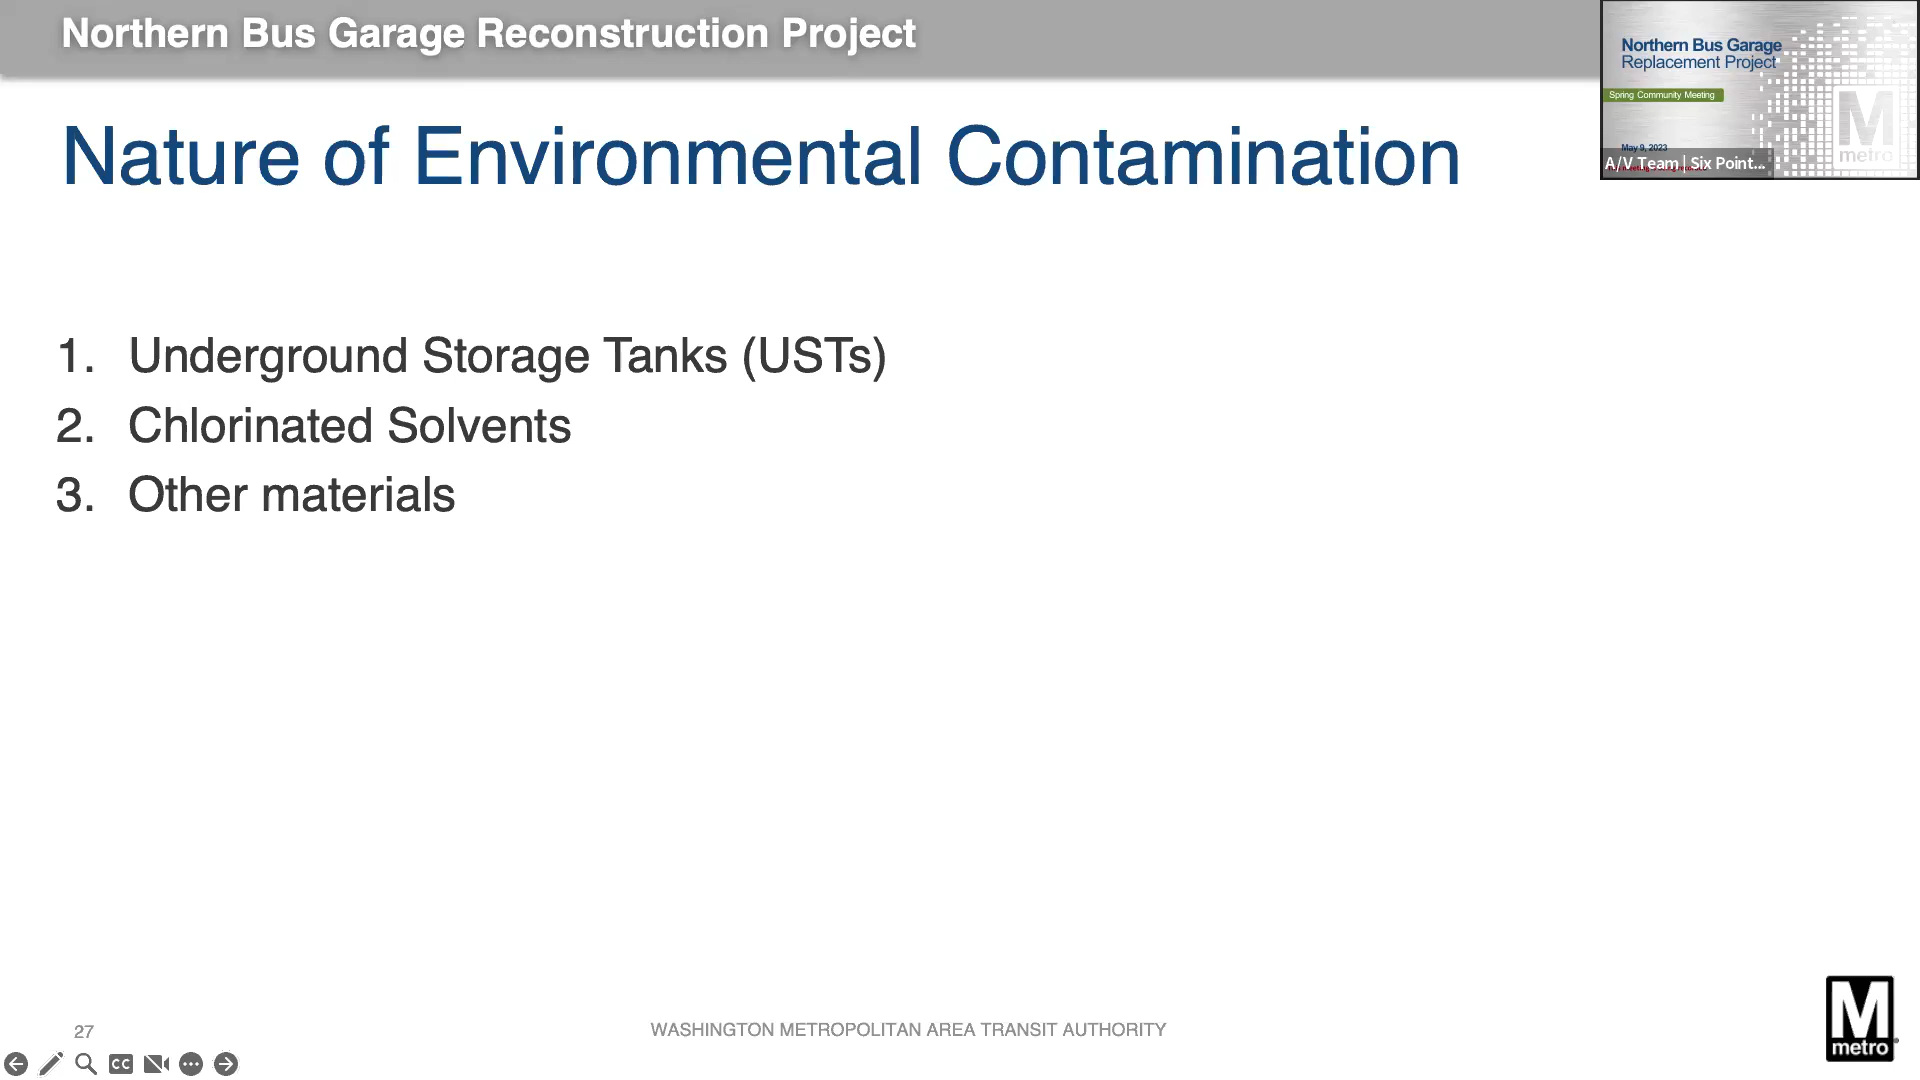 Northern Bus Garage Reconstruction Project
Northern Bus Garage
Replacement Project
Spring Community Meeting
May 9, 2023
A/V Team | Six Point...
M
metro
Nature of Environmental Contamination
1. Underground Storage Tanks (USTs)
2. Chlorinated Solvents
3. Other materials
27
WASHINGTON METROPOLITAN AREA TRANSIT AUTHORITY
M
metro
CC